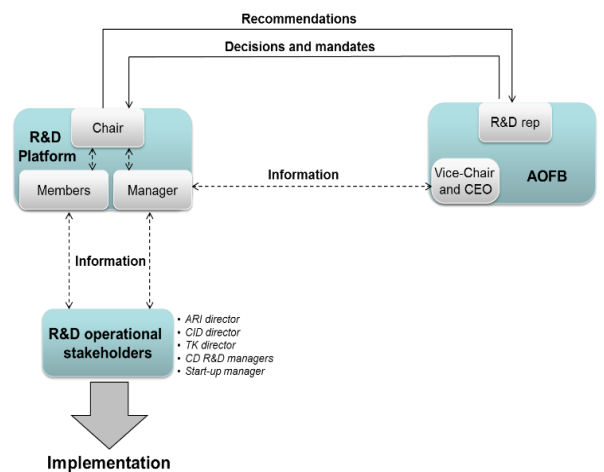 Recommendations
Decisions and mandates
Chair
R&D
Platform
Members
Manager
R&D rep
Vice-Chair
and CEO
AOFB
Information
Information
R&D operational
stakeholders
• ARI director
• CID director
• TK director
• CD R&D managers
• Start-up manager
Implementation